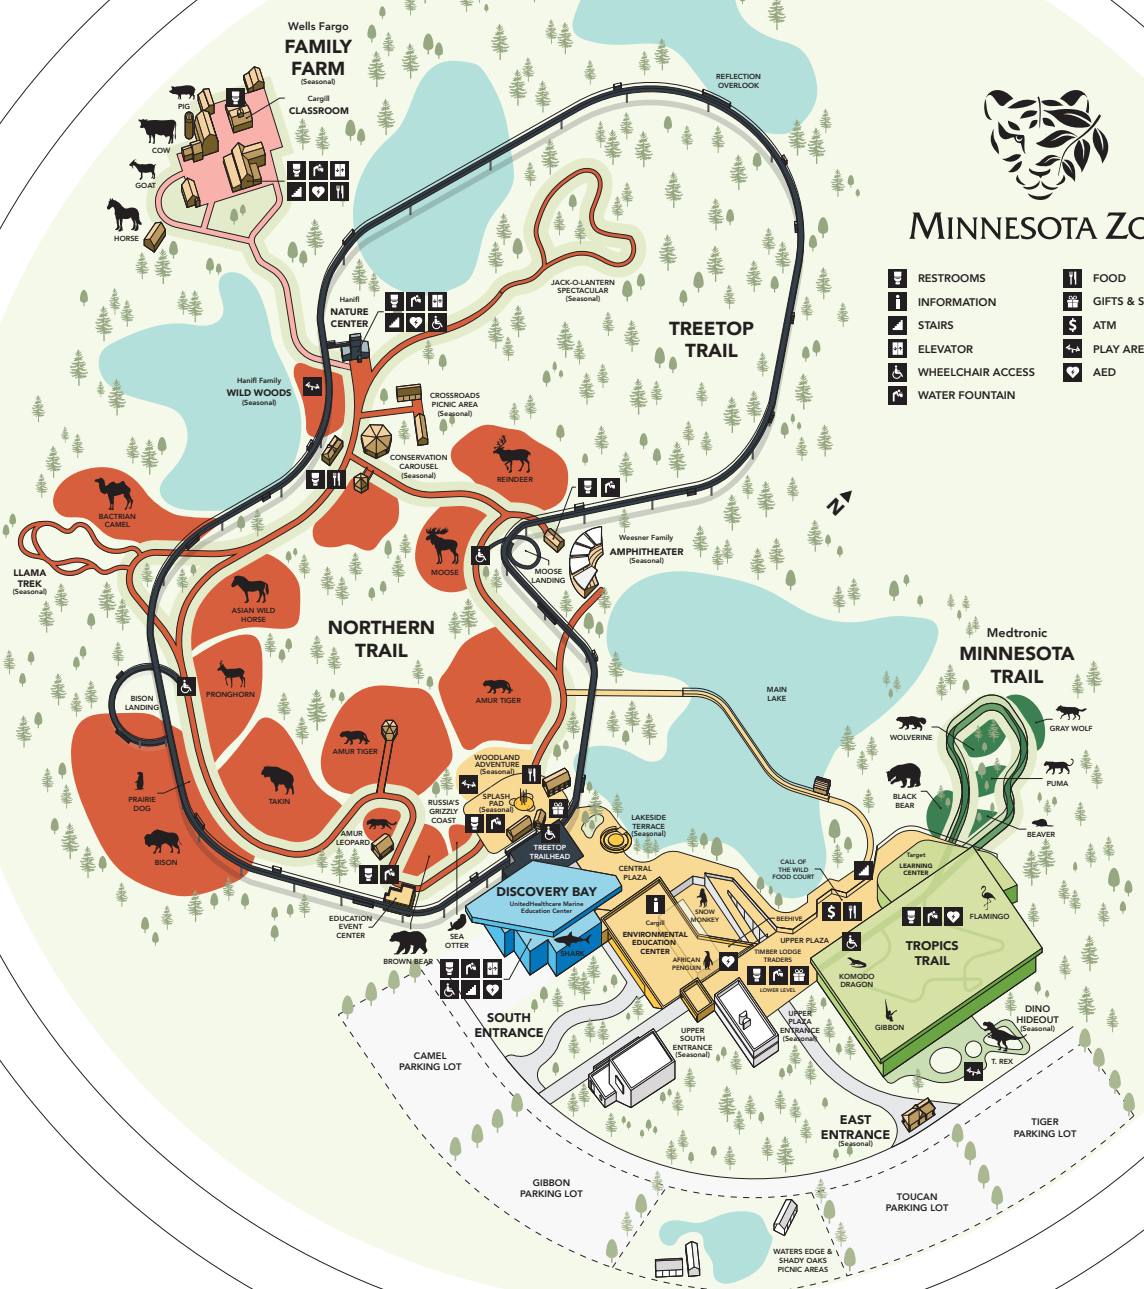 Wells Fargo
FAMILY
FARM
(Seasonal)
Cargill
CLASSROOM
PIG
COW
GOAT
HORSE
REFLECTION
OVERLOOK
MINNESOTA ZO
RESTROOMS
INFORMATION
STAIRS
ELEVATOR
WHEELCHAIR ACCESS
WATER FOUNTAIN
FOOD
GIFTS & S
ATM
PLAY ARE
AED
JACK-O-LANTERN
SPECTACULAR
(Seasonal)
Hanifl
NATURE
CENTER
TREETOP
TRAIL
Hanifl Family
WILD WOODS
(Seasonal)
CROSSROADS
PICNIC AREA
(Seasonal)
CONSERVATION
CAROUSEL
(Seasonal)
REINDEER
BACTRIAN
CAMEL
N
Weesner Family
AMPHITHEATER
(Seasonal)
MOOSE
MOOSE
LANDING
LLAMA
TREK
(Seasonal)
ASIAN WILD
HORSE
NORTHERN
TRAIL
Medtronic
MINNESOTA
TRAIL
PRONGHORN
BISON
LANDING
AMUR TIGER
MAIN
LAKE
WOLVERINE
GRAY WOLF
AMUR TIGER
WOODLAND
ADVENTURE
(Seasonal)
BLACK
BEAR
PUMA
PRAIRIE
DOG
TAKIN
RUSSIA'S
GRIZZLY
COAST
SPLASH
PAD
(Seasonal)
BEAVER
LAKESIDE
TERRACE
(Seasonal)
AMUR
LEOPARD
BISON
TREETOP
TRAILHEAD
CENTRAL
PLAZA
CALL OF
THE WILD
FOOD COURT
Target
LEARNING
CENTER
DISCOVERY BAY
UnitedHealthcare Marine
Education Center
SNOW
MONKEY
BEEHIVE
FLAMINGO
EDUCATION
EVENT
CENTER
Cargill
ENVIRONMENTAL
EDUCATION
CENTER
SEA
OTTER
SHARK
UPPER PLAZA
TROPICS
TRAIL
BROWN BEAR
AFRICAN
PENGUIN
TIMBER LODGE
TRADERS
LOWER LEVEL
KOMODO
DRAGON
GIBBON
SOUTH
ENTRANCE
UPPER
PLAZA
ENTRANCE
(Seasonal)
DINO
HIDEOUT
(Seasonal)
UPPER
SOUTH
ENTRANCE
(Seasonal)
T. REX
CAMEL
PARKING LOT
EAST
ENTRANCE
(Seasonal)
TIGER
PARKING LOT
GIBBON
PARKING LOT
TOUCAN
PARKING LOT
WATERS EDGE &
SHADY OAKS
PICNIC AREAS